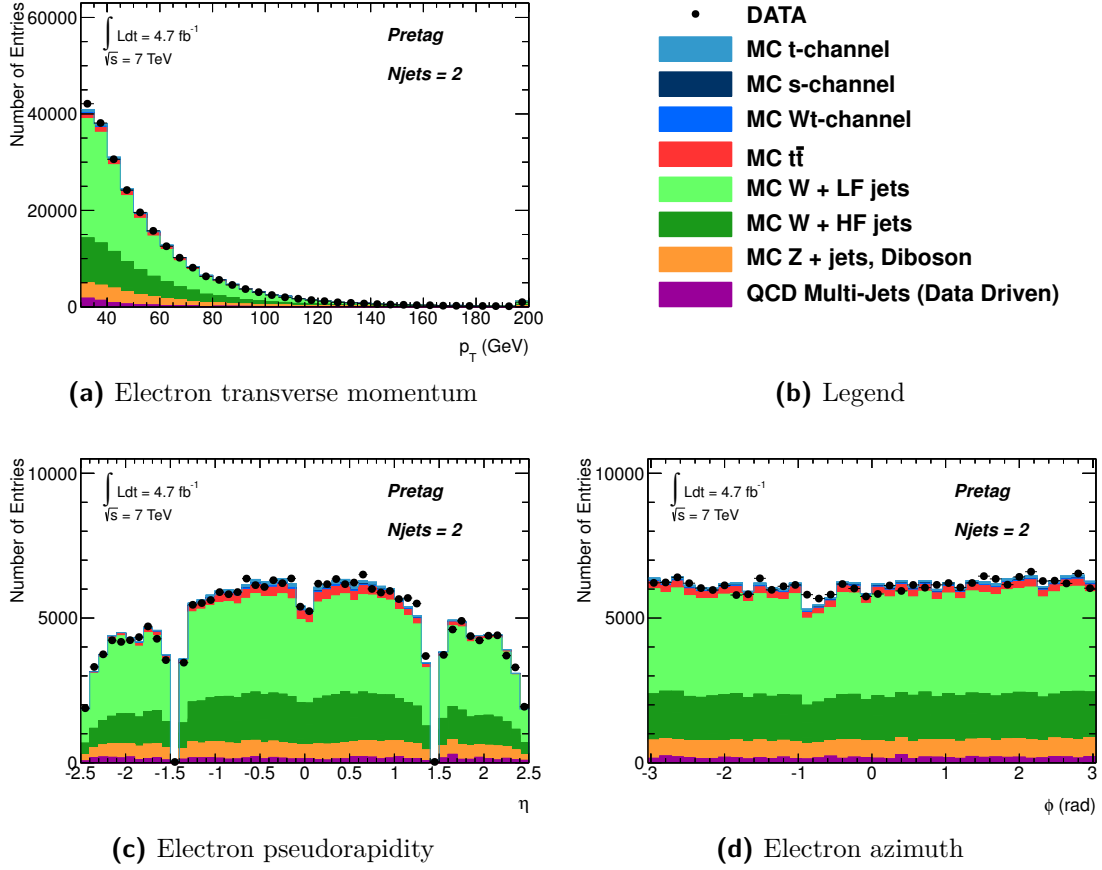 Number of Entries
60000
40000
20000
0
∫ Ldt = 4.7 fb⁻¹
√s = 7 TeV
Pretag
Njets = 2
40 60 80 100 120 140 160 180 200
p_T (GeV)
(a) Electron transverse momentum
DATA
MC t-channel
MC s-channel
MC Wt-channel
MC tt̄
MC W + LF jets
MC W + HF jets
MC Z + jets, Diboson
QCD Multi-Jets (Data Driven)
(b) Legend
Number of Entries
10000
5000
0
∫ Ldt = 4.7 fb⁻¹
√s = 7 TeV
Pretag
Njets = 2
-2.5 -2 -1.5 -1 -0.5 0 0.5 1 1.5 2 2.5
η
(c) Electron pseudorapidity
Number of Entries
10000
5000
0
∫ Ldt = 4.7 fb⁻¹
√s = 7 TeV
Pretag
Njets = 2
-3 -2 -1 0 1 2 3
ϕ (rad)
(d) Electron azimuth